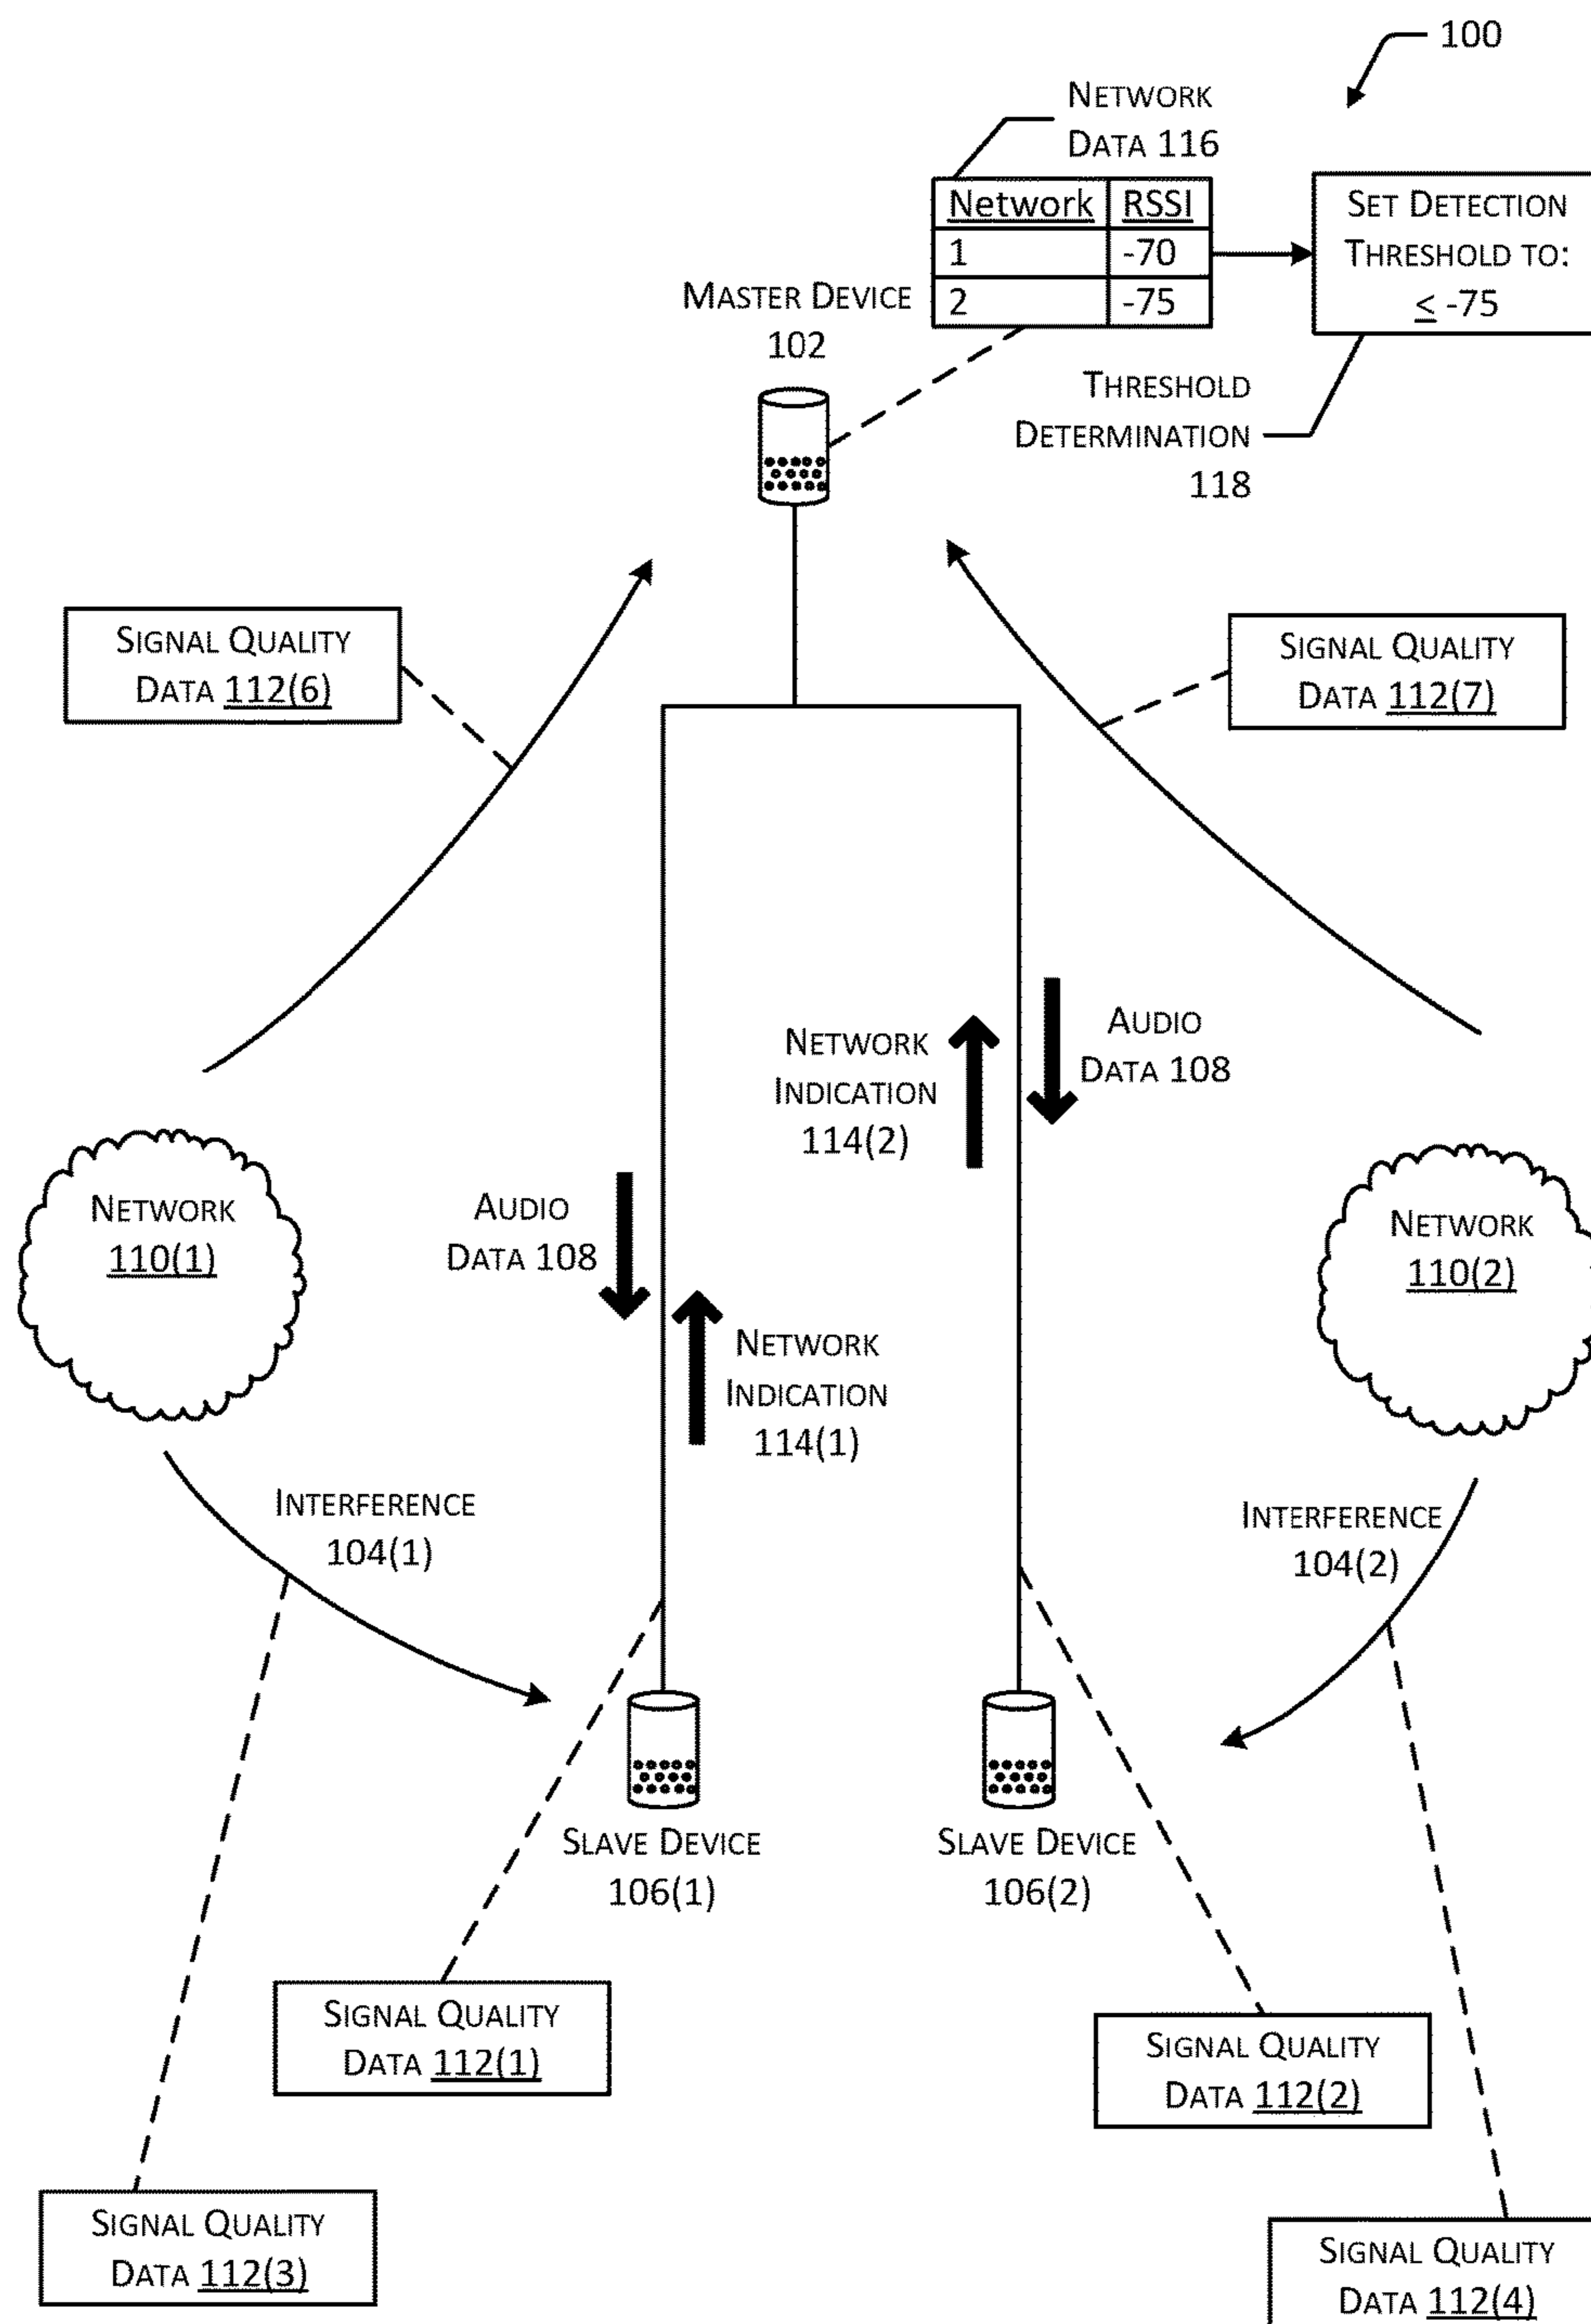 100
NETWORK
DATA 116
Network RSSI
1 -70
2 -75
SET DETECTION
THRESHOLD TO:
≤ -75
MASTER DEVICE
102
THRESHOLD
DETERMINATION
118
SIGNAL QUALITY
DATA 112(6)
SIGNAL QUALITY
DATA 112(7)
NETWORK
INDICATION
114(2)
AUDIO
DATA 108
NETWORK
110(1)
AUDIO
DATA 108
NETWORK
110(2)
NETWORK
INDICATION
114(1)
INTERFERENCE
104(1)
INTERFERENCE
104(2)
SLAVE DEVICE
106(1)
SLAVE DEVICE
106(2)
SIGNAL QUALITY
DATA 112(1)
SIGNAL QUALITY
DATA 112(2)
SIGNAL QUALITY
DATA 112(3)
SIGNAL QUALITY
DATA 112(4)